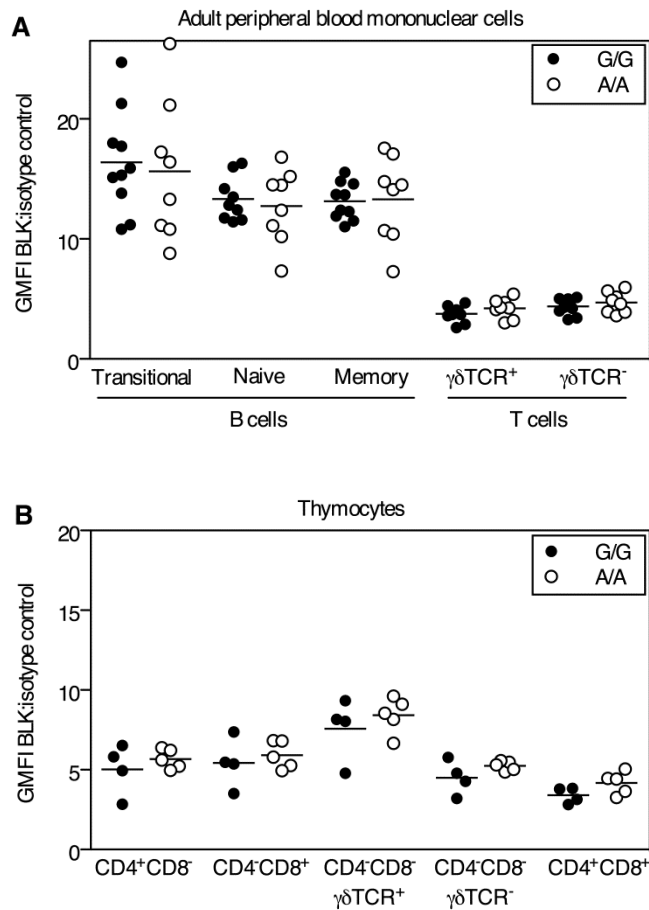 A
Adult peripheral blood mononuclear cells
G/G
A/A
GMFI BLK:isotype control
20
10
0
Transitional Naive Memory γδTCR⁺ γδTCR⁻
B cells T cells
B
Thymocytes
G/G
A/A
GMFI BLK:isotype control
20
15
10
5
0
CD4⁺CD8⁻ CD4⁻CD8⁺ CD4⁻CD8⁻ CD4⁻CD8⁻ CD4⁺CD8⁺
γδTCR⁺ γδTCR⁻